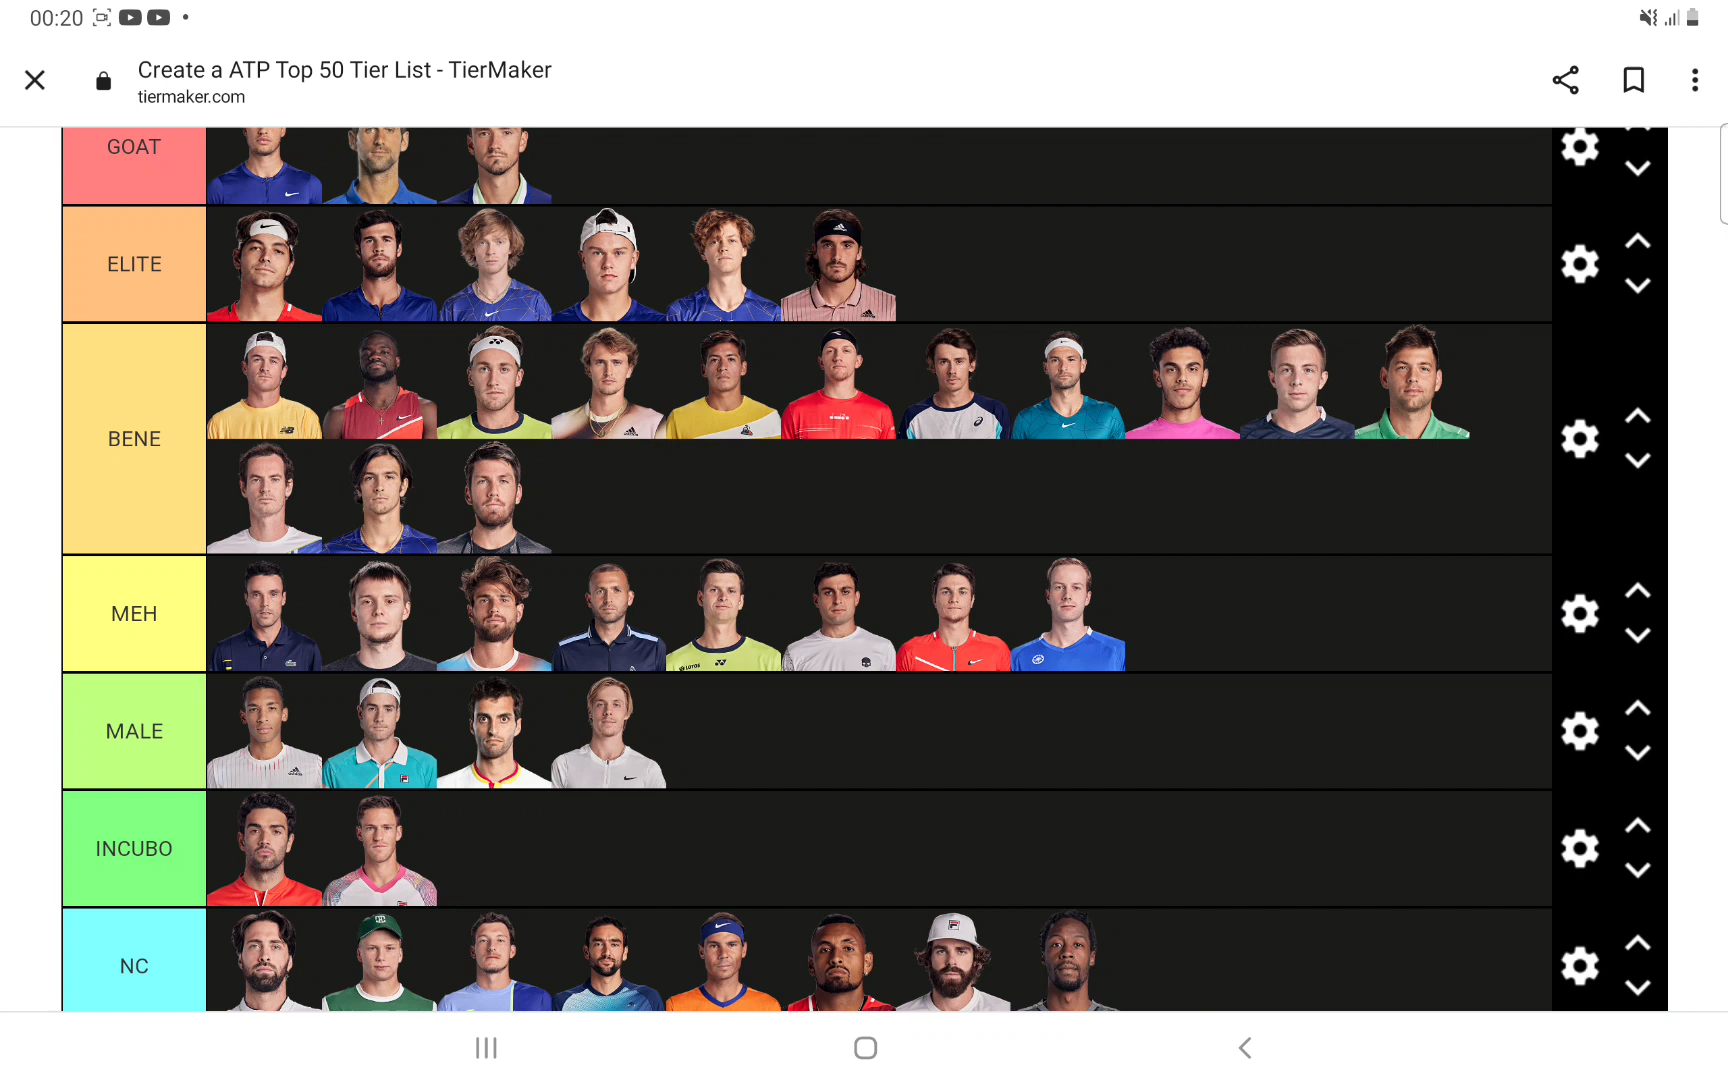 00:20
Create a ATP Top 50 Tier List - TierMaker
tiermaker.com
GOAT
ELITE
BENE
MEH
MALE
INCUBO
NC